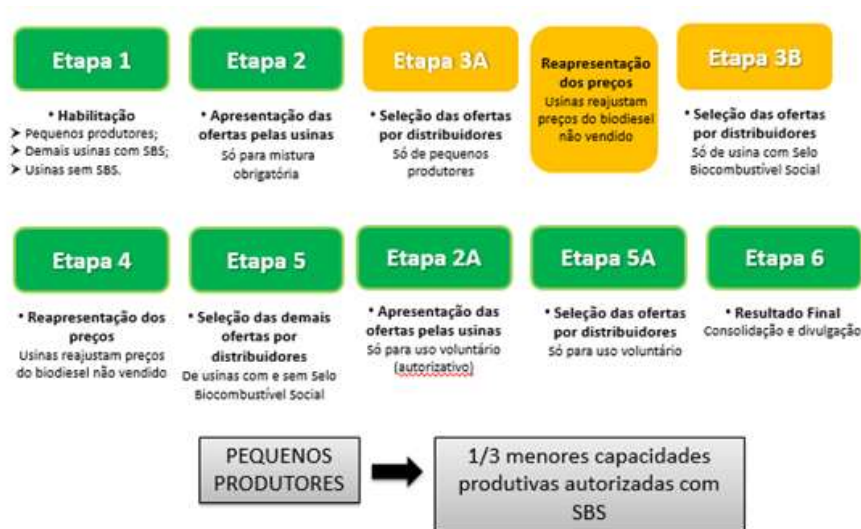 Etapa 1
• Habilitação
➤ Pequenos produtores;
➤ Demais usinas com SBS;
➤ Usinas sem SBS.
Etapa 2
• Apresentação das
ofertas pelas usinas
Só para mistura
obrigatória
Etapa 3A
• Seleção das ofertas
por distribuidores
Só de pequenos
produtores
Reapresentação
dos preços
Usinas reajustam
preços do biodiesel
não vendido
Etapa 3B
• Seleção das ofertas
por distribuidores
Só de usina com Selo
Biocombustível Social
Etapa 4
• Reapresentação dos
preços
Usinas reajustam preços
do biodiesel não vendido
Etapa 5
• Seleção das demais
ofertas por
distribuidores
De usinas com e sem Selo
Biocombustível Social
Etapa 2A
• Apresentação das
ofertas pelas usinas
Só para uso voluntário
(autorizativo)
Etapa 5A
• Seleção das ofertas
por distribuidores
Só para uso voluntário
Etapa 6
• Resultado Final
Consolidação e divulgação
PEQUENOS
PRODUTORES
1/3 menores capacidades
produtivas autorizadas com
SBS